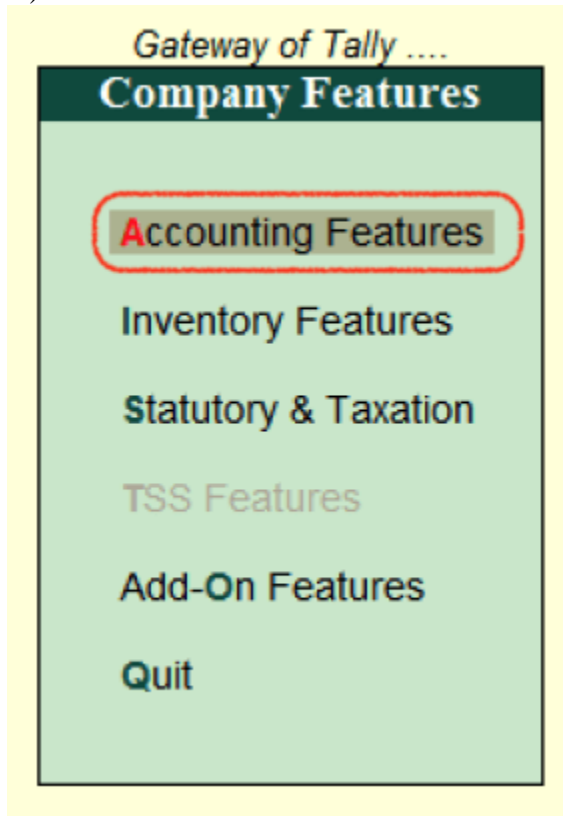 Gateway of Tally ....
Company Features
Accounting Features
Inventory Features
Statutory & Taxation
TSS Features
Add-On Features
Quit